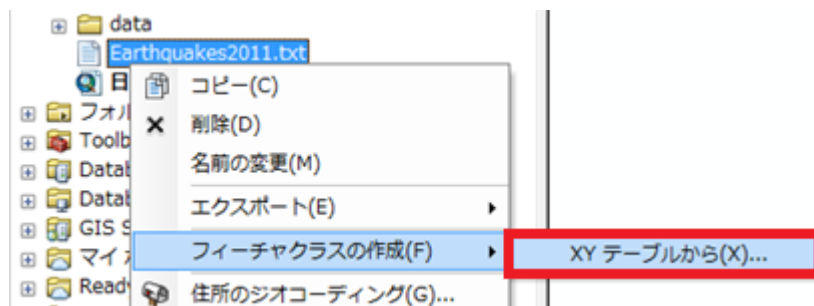 data
Earthquakes2011.txt
日
コピー(C)
フォル
削除(D)
Toolb
名前の変更(M)
Datab
Datab
エクスポート(E)
GIS S
フィーチャクラスの作成(F)
XY テーブルから(X)...
マイ
Ready
住所のジオコーディング(G)...